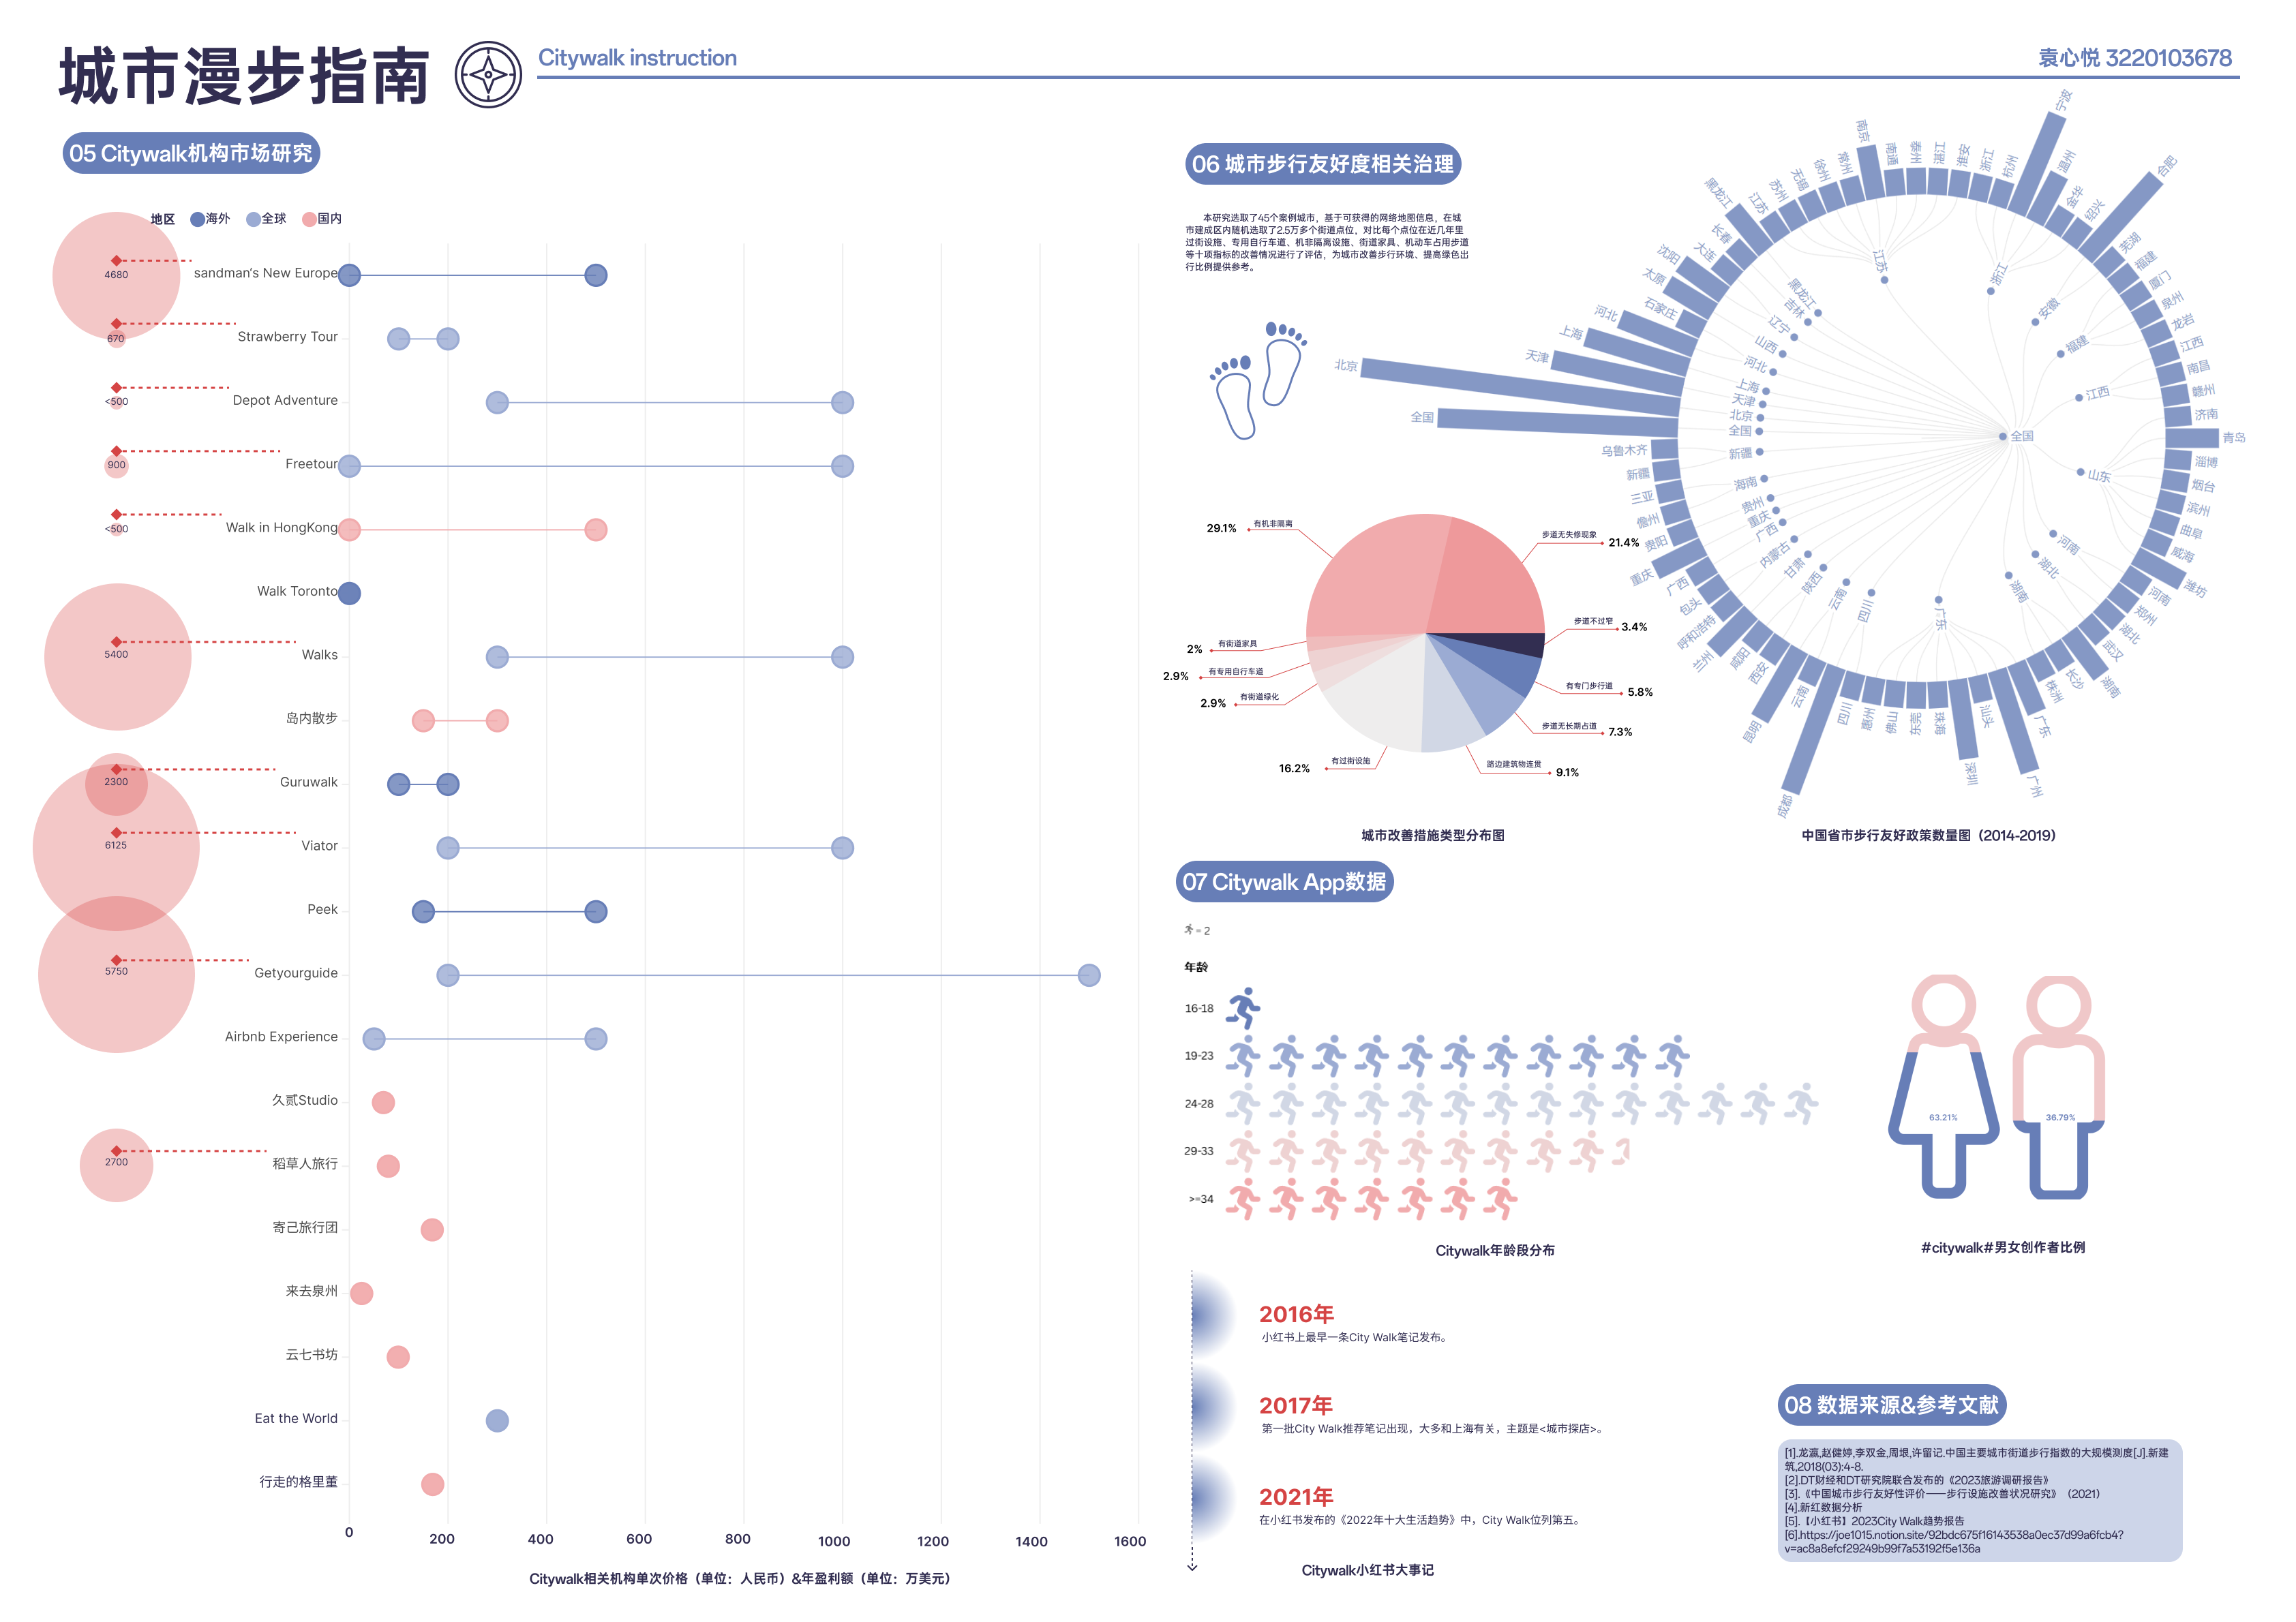 城市漫步指南
Citywalk instruction
袁心悦 3220103678
05 Citywalk机构市场研究
地区
海外
全球
国内
4680
sandman's New Europe
670
Strawberry Tour
<500
Depot Adventure
900
Freetour
<500
Walk in HongKong
Walk Toronto
5400
Walks
岛内散步
2300
Guruwalk
6125
Viator
Peek
5750
Getyourguide
Airbnb Experience
久贰Studio
2700
稻草人旅行
寄己旅行团
来去泉州
云七书坊
Eat the World
行走的格里董
0
200
400
600
800
1000
1200
1400
1600
Citywalk相关机构单次价格（单位：人民币）&年盈利额（单位：万美元）
06 城市步行友好度相关治理
本研究选取了45个案例城市，基于可获得的网络地图信息，在城
市建成区内随机选取了2.5万多个街道点位，对比每个点位在近几年里
过街设施、专用自行车道、机非隔离设施、街道家具、机动车占用步道
等十项指标的改善情况进行了评估，为城市改善步行环境、提高绿色出
行比例提供参考。
29.1%
有机非隔离
步道无失修现象
21.4%
步道不过窄
3.4%
2%
有街道家具
2.9%
有专用自行车道
2.9%
有街道绿化
有专门步行道
5.8%
步道无长期占道
7.3%
16.2%
有过街设施
路边建筑物连贯
9.1%
城市改善措施类型分布图
全国
北京
天津
上海
河北
石家庄
太原
沈阳
大连
长春
黑龙江
江苏
苏州
无锡
徐州
常州
南京
南通
泰州
湛江
淮安
浙江
杭州
宁波
温州
金华
绍兴
合肥
芜湖
福建
厦门
泉州
龙岩
江西
南昌
赣州
济南
青岛
淄博
烟台
滨州
曲阜
威海
潍坊
河南
郑州
湖北
武汉
湖南
长沙
株洲
广东
广州
汕头
深圳
珠海
东莞
佛山
惠州
四川
成都
云南
昆明
西安
咸阳
兰州
呼和浩特
包头
广西
重庆
贵阳
儋州
三亚
新疆
乌鲁木齐
江苏
浙江
安徽
福建
江西
山东
河南
湖北
湖南
广东
四川
云南
陕西
甘肃
内蒙古
广西
重庆
贵州
海南
新疆
全国
北京
天津
上海
河北
山西
辽宁
吉林
黑龙江
全国
中国省市步行友好政策数量图（2014-2019）
07 Citywalk App数据
= 2
年龄
16-18
19-23
24-28
29-33
>=34
Citywalk年龄段分布
63.21%
36.79%
#citywalk#男女创作者比例
2016年
小红书上最早一条City Walk笔记发布。
2017年
第一批City Walk推荐笔记出现，大多和上海有关，主题是<城市探店>。
2021年
在小红书发布的《2022年十大生活趋势》中，City Walk位列第五。
Citywalk小红书大事记
08 数据来源&参考文献
[1].龙瀛,赵健婷,李双金,周垠,许留记.中国主要城市街道步行指数的大规模测度[J].新建
筑,2018(03):4-8.
[2].DT财经和DT研究院联合发布的《2023旅游调研报告》
[3].《中国城市步行友好性评价——步行设施改善状况研究》（2021）
[4].新红数据分析
[5].【小红书】2023City Walk趋势报告
[6].https://joe1015.notion.site/92bdc675f16143538a0ec37d99a6fcb4?
v=ac8a8efcf29249b99f7a53192f5e136a